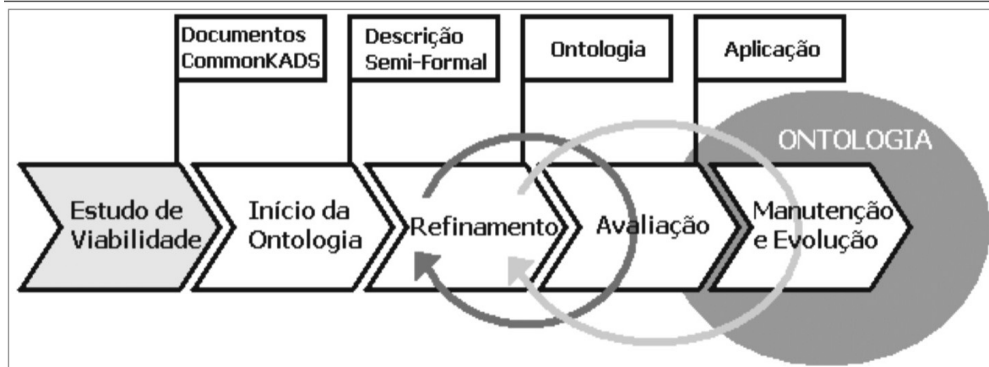 Documentos
CommonKADS
Descrição
Semi-Formal
Ontologia
Aplicação
ONTOLOGIA
Estudo de
Viabilidade
Início da
Ontologia
Refinamento
Avaliação
Manutenção
e Evolução